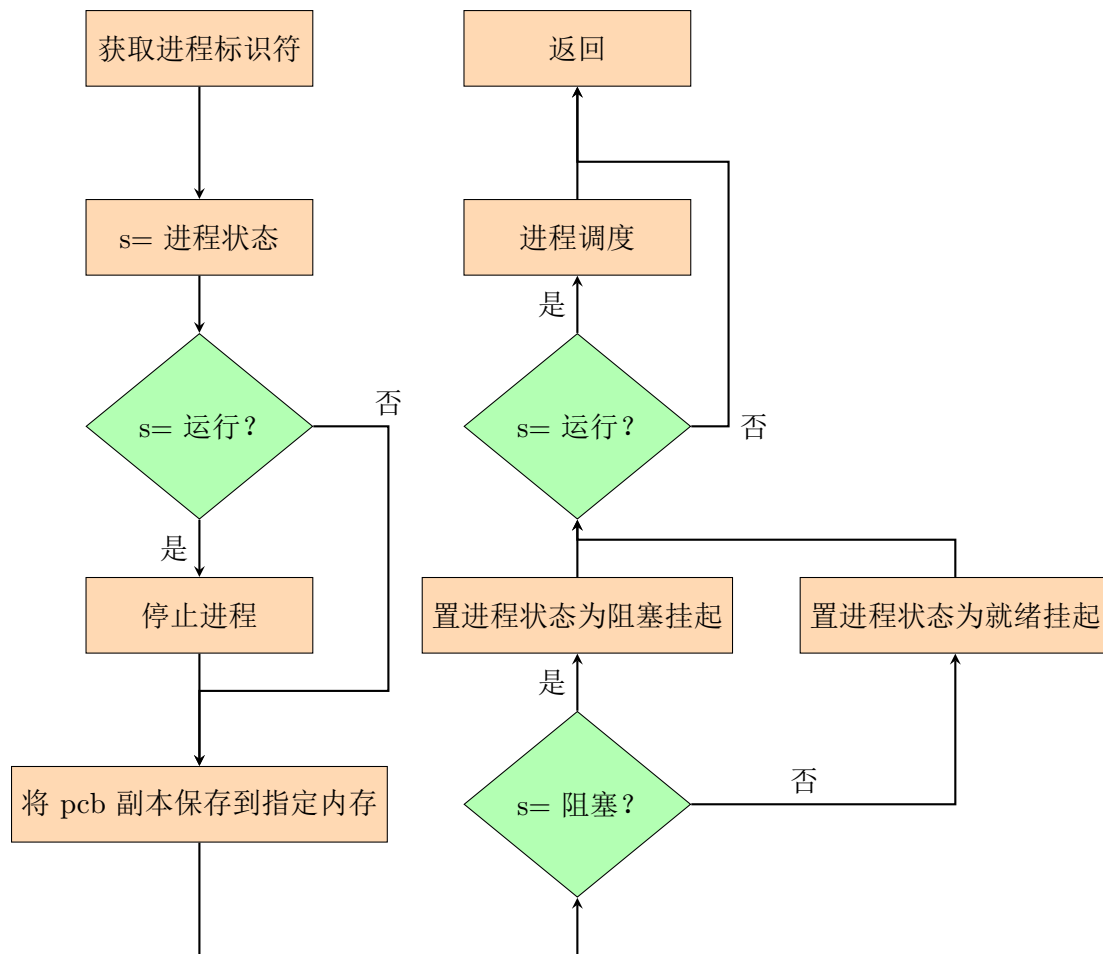 获取进程标识符
s= 进程状态
s= 运行？
否
是
停止进程
将 pcb 副本保存到指定内存
返回
进程调度
是
s= 运行？
否
置进程状态为阻塞挂起
置进程状态为就绪挂起
是
s= 阻塞？
否